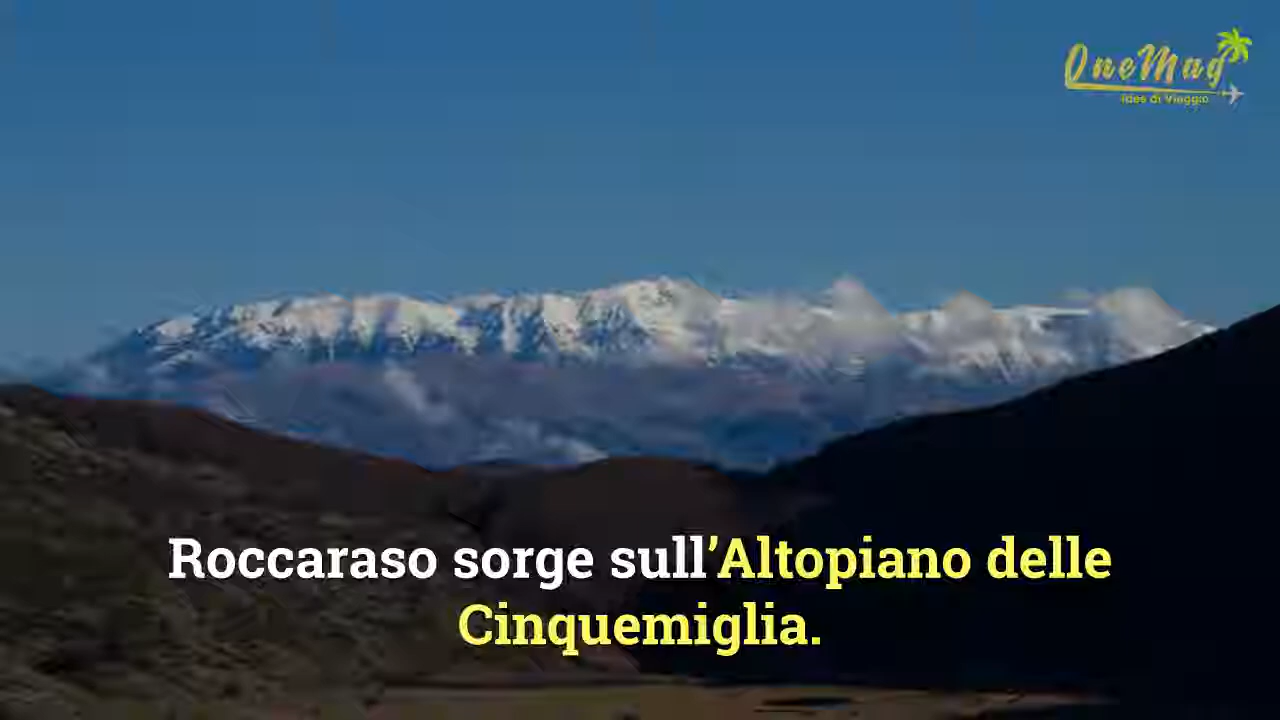 OneMag
Idee di Viaggio
Roccaraso sorge sull’Altopiano delle
Cinquemiglia.